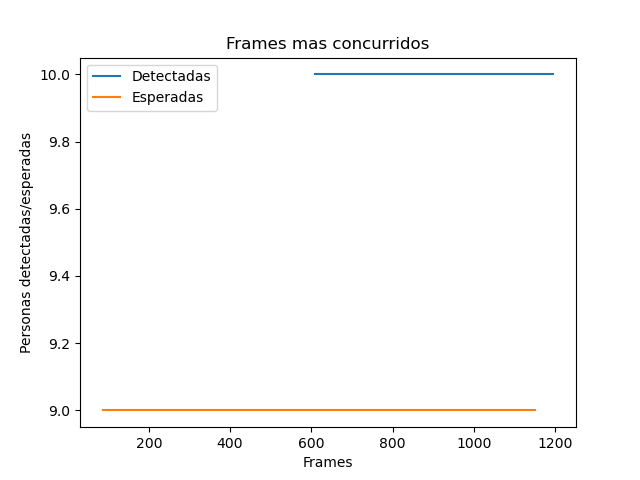 Frames mas concurridos
Detectadas
Esperadas
Personas detectadas/esperadas
10.0
9.8
9.6
9.4
9.2
9.0
200
400
600
800
1000
1200
Frames